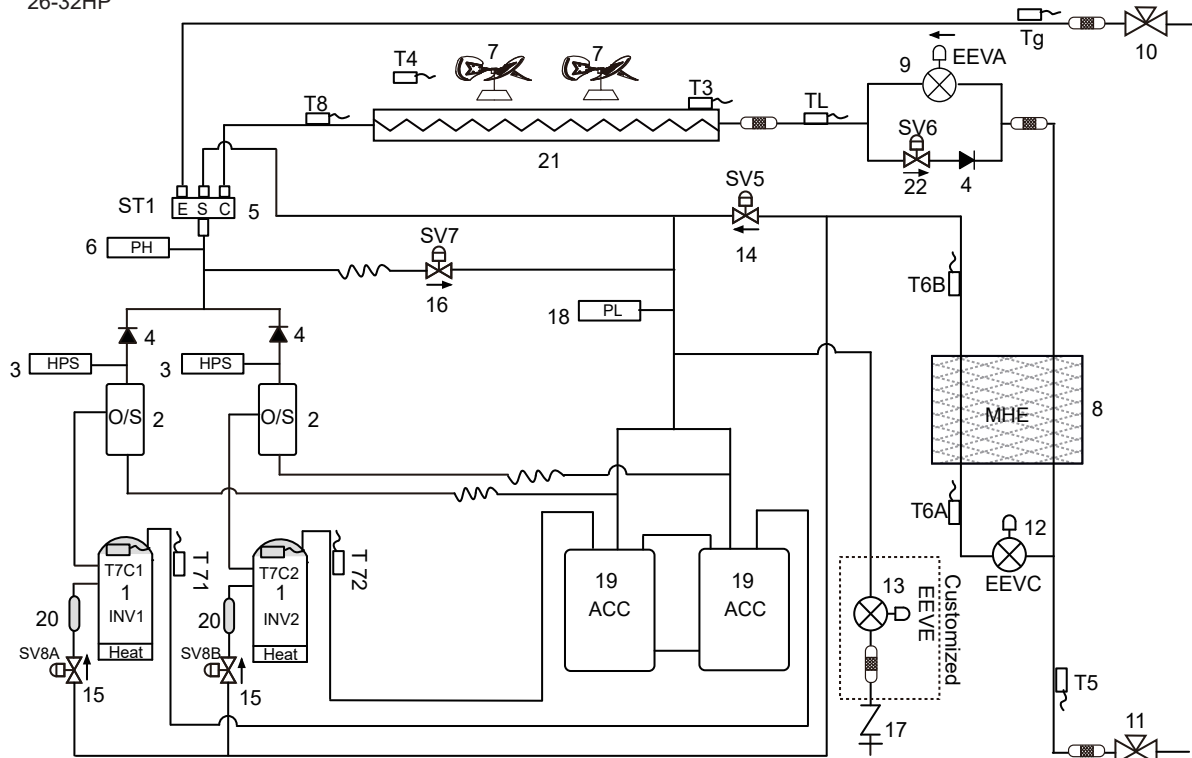 26-32HP
Tg
10
T4
7
7
9
EEVA
T8
T3
TL
SV6
21
22
4
ST1
E S C
5
SV5
6
PH
SV7
14
16
T6B
18
PL
4
4
3
HPS
3
HPS
O/S
2
O/S
2
MHE
8
T6A
12
EEVC
T7C1
1
INV1
Heat
T71
T7C2
1
INV2
Heat
T72
19
ACC
19
ACC
13
EEVE
Customized
20
20
SV8A
15
SV8B
15
T5
17
11